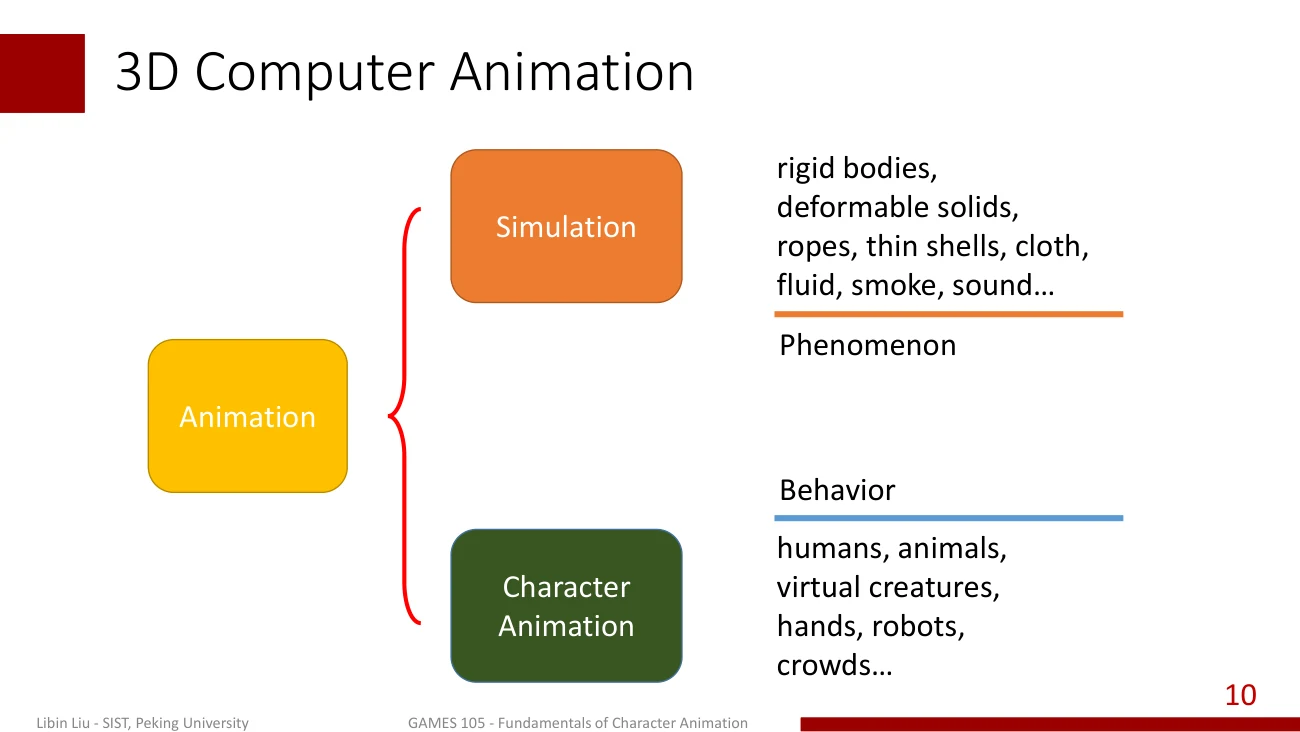 3D Computer Animation
Animation
Simulation
rigid bodies,
deformable solids,
ropes, thin shells, cloth,
fluid, smoke, sound…
Phenomenon
Character
Animation
Behavior
humans, animals,
virtual creatures,
hands, robots,
crowds…
Libin Liu - SIST, Peking University
GAMES 105 - Fundamentals of Character Animation
10